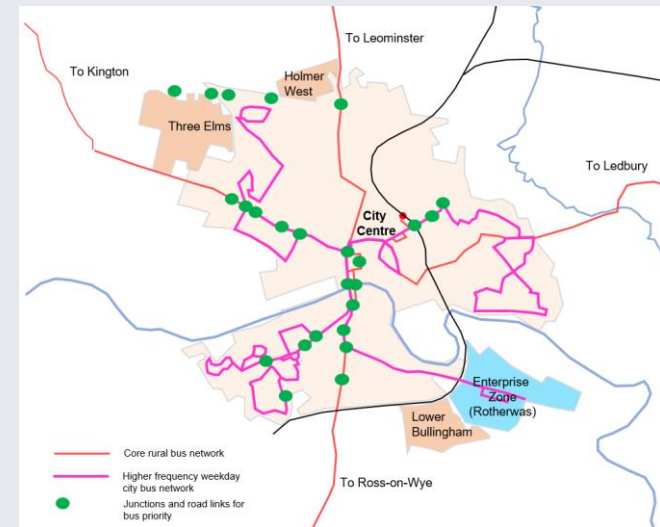 To Leominster
To Kington
Holmer
West
Three Elms
To Ledbury
City
Centre
Enterprise
Zone
(Rotherwas)
Lower
Bullingham
Core rural bus network
Higher frequency weekday
city bus network
To Ross-on-Wye
Junctions and road links for
bus priority